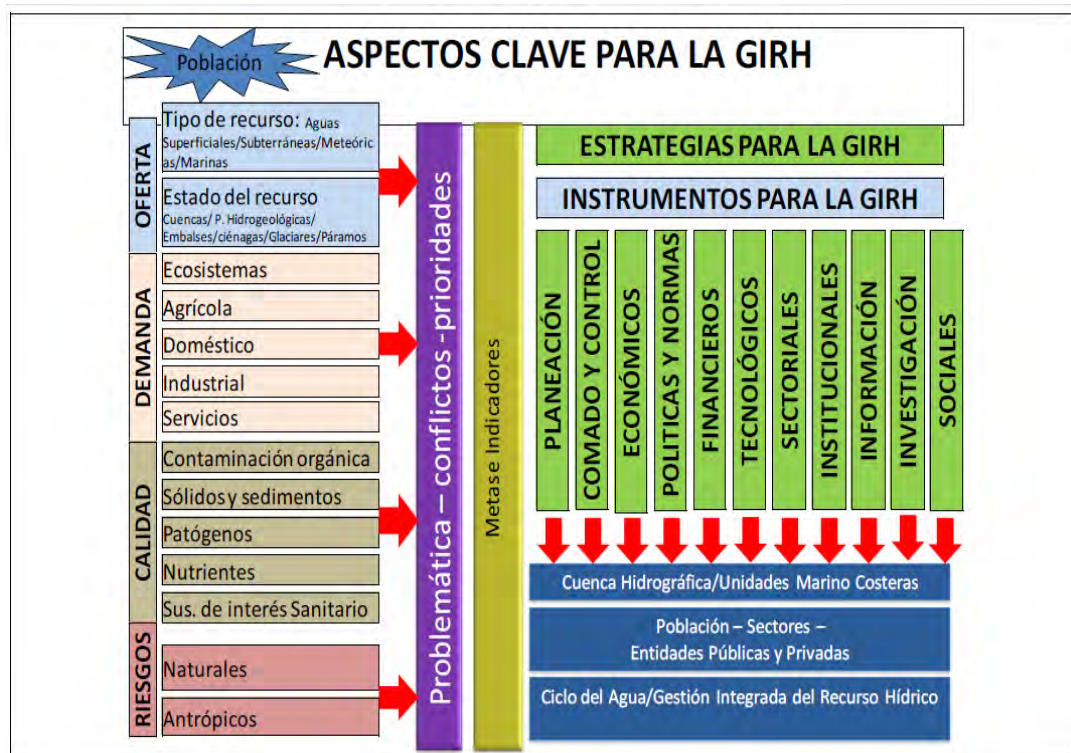 Población
ASPECTOS CLAVE PARA LA GIRH
OFERTA
Tipo de recurso: Aguas
Superficiales/Subterráneas/Meteóric
as/Marinas
Estado del recurso
Cuencas/ P. Hidrogeológicas/
Embalses/ciénagas/Glaciares/Páramos
DEMANDA
Ecosistemas
Agrícola
Doméstico
Industrial
Servicios
CALIDAD
Contaminación orgánica
Sólidos y sedimentos
Patógenos
Nutrientes
Sus. de interés Sanitario
RIESGOS
Naturales
Antrópicos
Problemática – conflictos -prioridades
Metase Indicadores
ESTRATEGIAS PARA LA GIRH
INSTRUMENTOS PARA LA GIRH
PLANEACIÓN
COMADO Y CONTROL
ECONÓMICOS
POLITICAS Y NORMAS
FINANCIEROS
TECNOLÓGICOS
SECTORIALES
INSTITUCIONALES
INFORMACIÓN
INVESTIGACIÓN
SOCIALES
Cuenca Hidrográfica/Unidades Marino Costeras
Población – Sectores –
Entidades Públicas y Privadas
Ciclo del Agua/Gestión Integrada del Recurso Hídrico